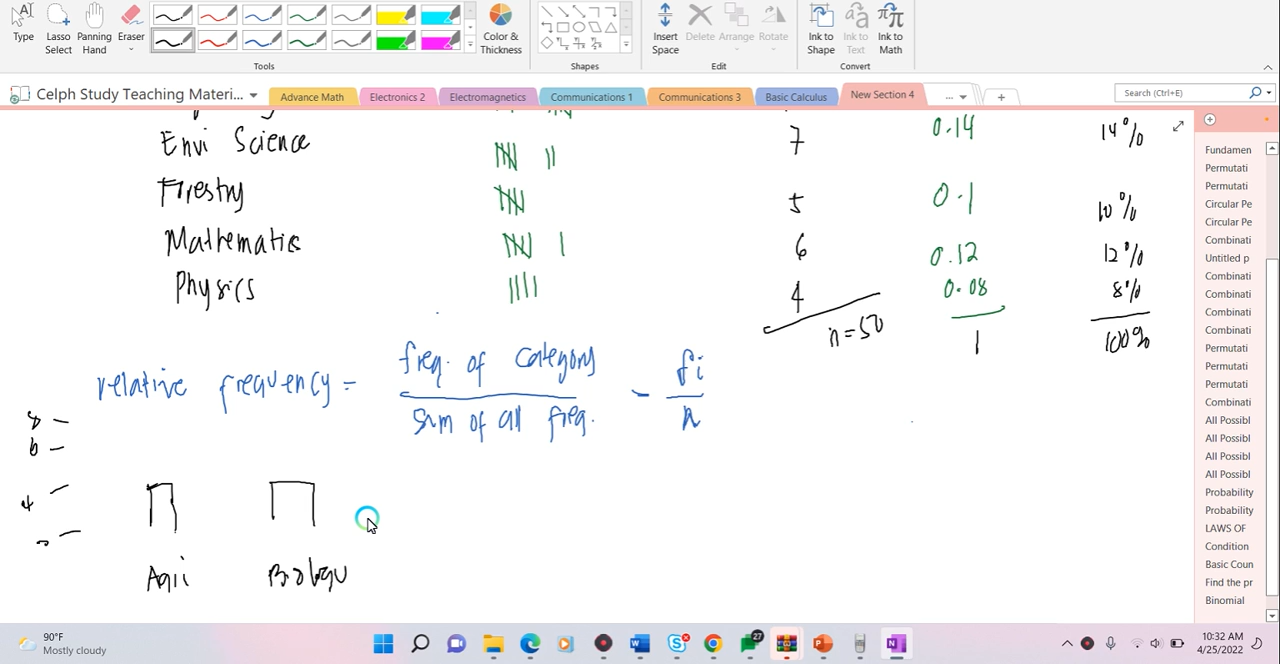 Type
Lasso Select
Panning Hand
Eraser
Color & Thickness
Insert Space
Delete
Arrange
Rotate
Ink to Shape
Ink to Text
Ink to Math
Tools
Shapes
Edit
Convert
Celph Study Teaching Materi...
Advance Math
Electronics 2
Electromagnetics
Communications 1
Communications 3
Basic Calculus
New Section 4
...
+
Search (Ctrl+E)
Envi Science 7 0.14 14%
Firestry 5 0.1 10%
Mathematics 6 0.12 12%
Physics 4 0.08 8%
n=50 1 100%
relative frequency = freq. of category / sum of all freq. = fi / n
8
6
4
Agri Biology
Fundamen
Permutati
Permutati
Circular Pe
Circular Pe
Combinati
Untitled p
Combinati
Combinati
Combinati
Combinati
Permutati
Permutati
Permutati
Combinati
All Possibl
All Possibl
All Possibl
All Possibl
Probability
Probability
LAWS OF
Condition
Basic Coun
Find the pr
Binomial
90°F
Mostly cloudy
27
10:32 AM
4/25/2022